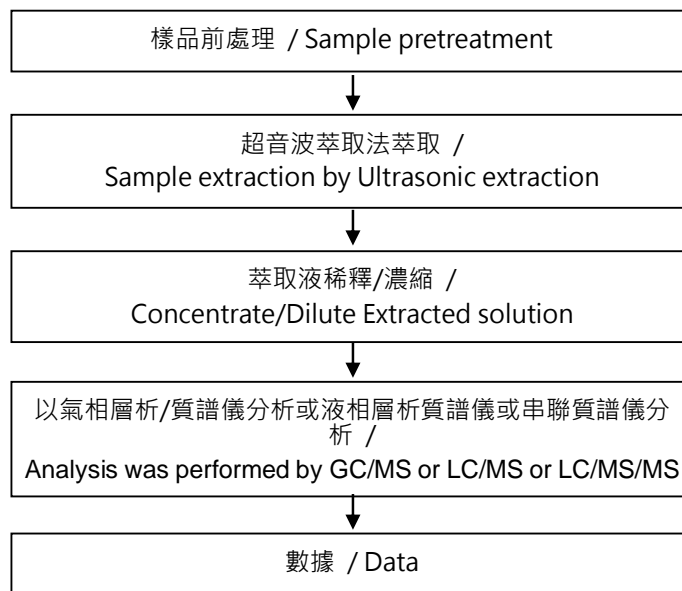 樣品前處理 / Sample pretreatment
超音波萃取法萃取 /
Sample extraction by Ultrasonic extraction
萃取液稀釋/濃縮 /
Concentrate/Dilute Extracted solution
以氣相層析/質譜儀分析或液相層析質譜儀或串聯質譜儀分
析 /
Analysis was performed by GC/MS or LC/MS or LC/MS/MS
數據 / Data